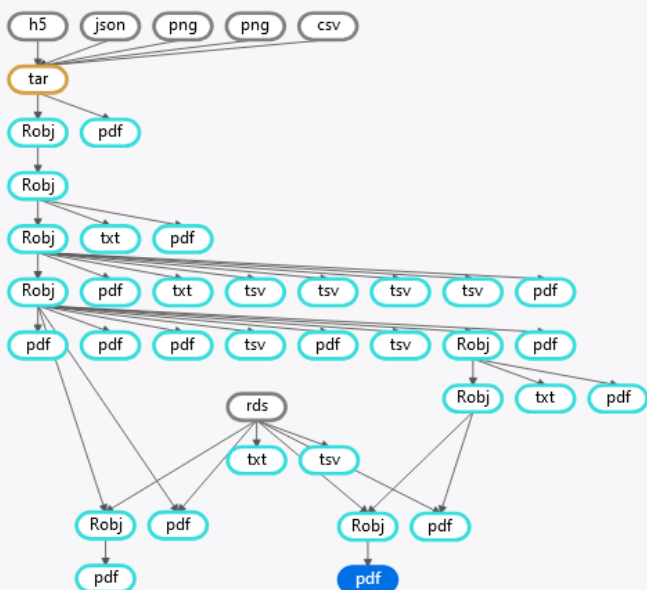 h5 json png png csv
tar
Robj pdf
Robj
Robj txt pdf
Robj pdf txt tsv tsv tsv tsv pdf
pdf pdf pdf tsv pdf tsv Robj pdf
Robj txt pdf
rds
txt tsv
Robj pdf Robj pdf
pdf pdf